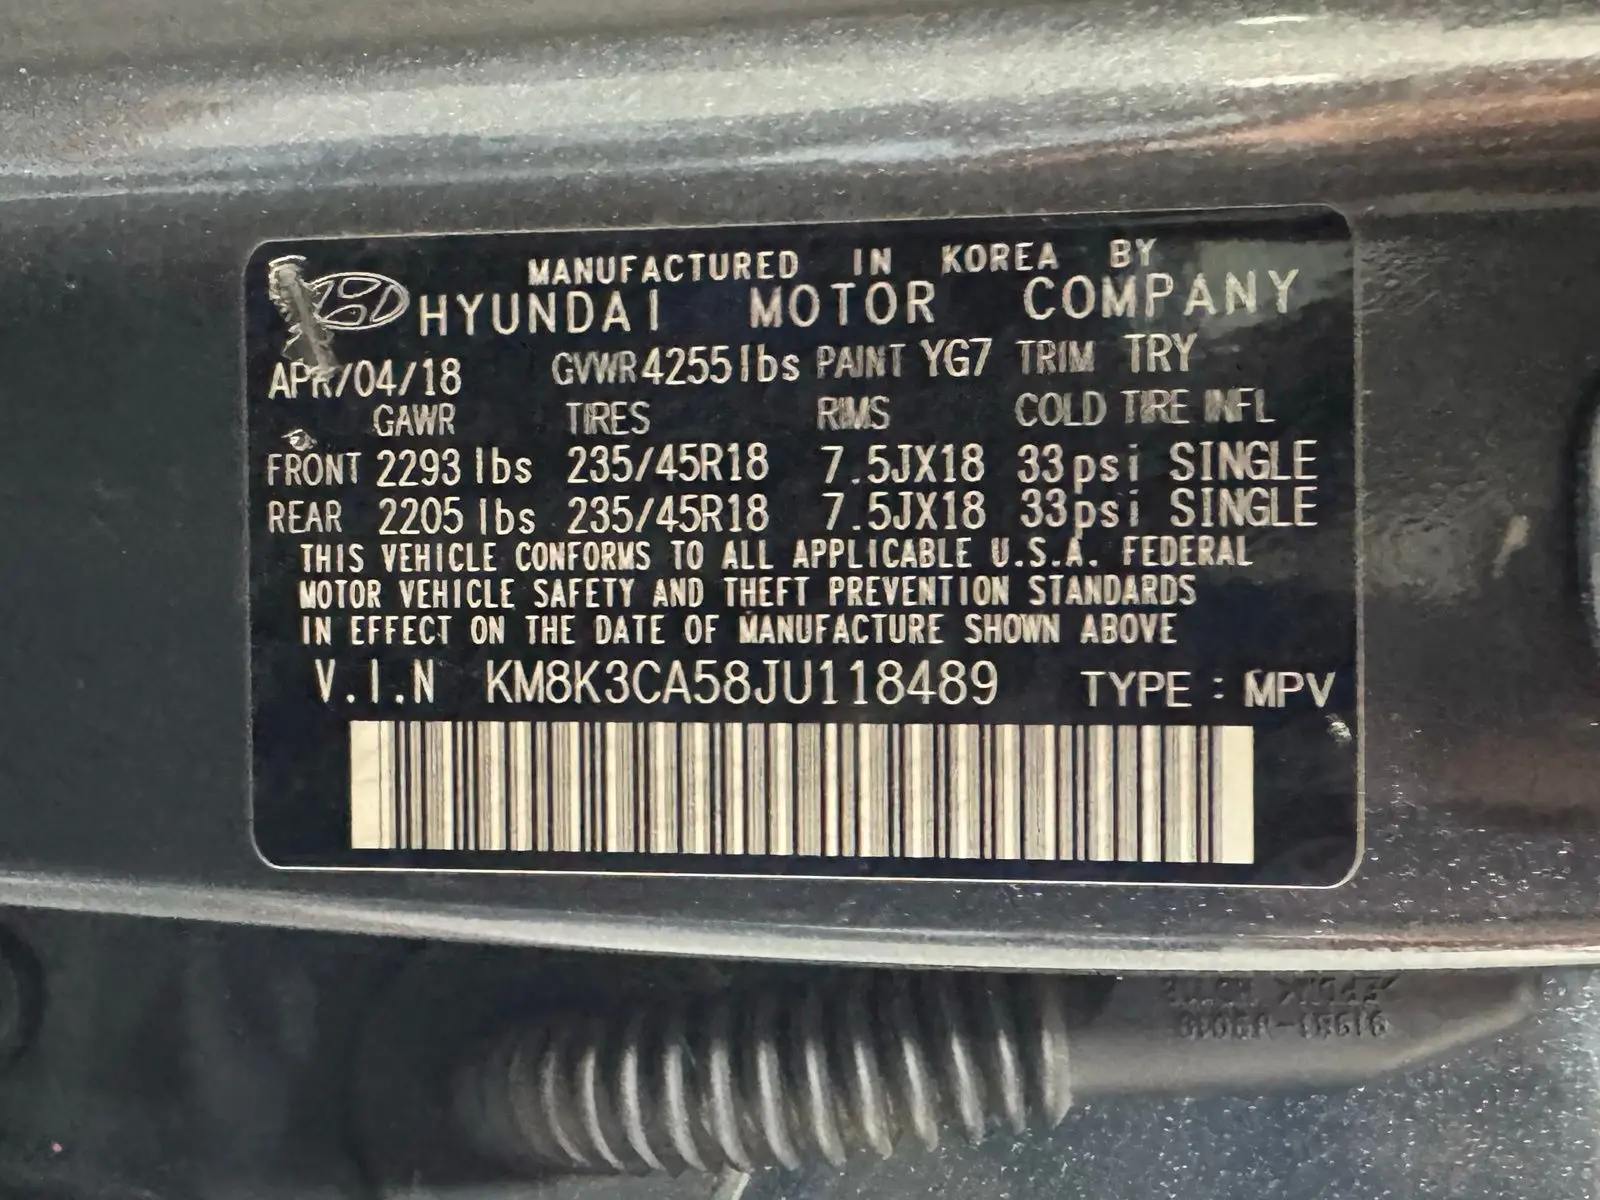 MANUFACTURED IN KOREA BY
HYUNDAI MOTOR COMPANY
APR/04/18 GVWR 4255lbs PAINT YG7 TRIM TRY
GAWR TIRES RIMS COLD TIRE INFL
FRONT 2293lbs 235/45R18 7.5JX18 33psi SINGLE
REAR 2205lbs 235/45R18 7.5JX18 33psi SINGLE
THIS VEHICLE CONFORMS TO ALL APPLICABLE U.S.A. FEDERAL
MOTOR VEHICLE SAFETY AND THEFT PREVENTION STANDARDS
IN EFFECT ON THE DATE OF MANUFACTURE SHOWN ABOVE
V.I.N KM8K3CA58JU118489 TYPE : MPV